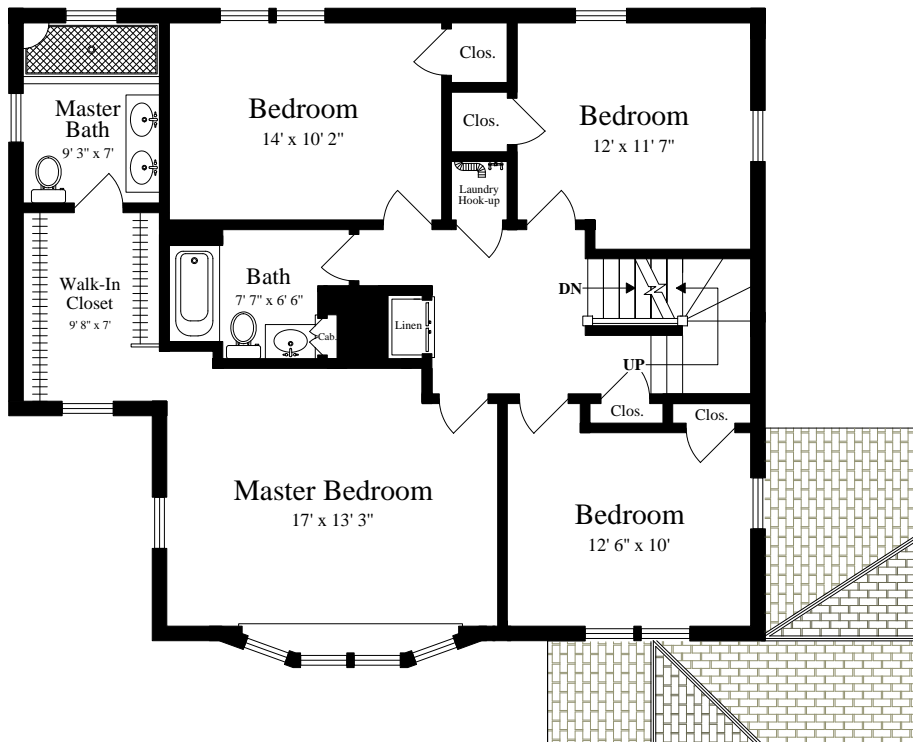 Clos.
Bedroom
14' x 10' 2"
Master
Bath
9' 3" x 7'
Clos.
Bedroom
12' x 11' 7"
Laundry
Hook-up
Walk-In
Closet
9' 8" x 7'
Bath
7' 7" x 6' 6"
DN
Linen
Cab.
UP
Clos.
Clos.
Master Bedroom
17' x 13' 3"
Bedroom
12' 6" x 10'